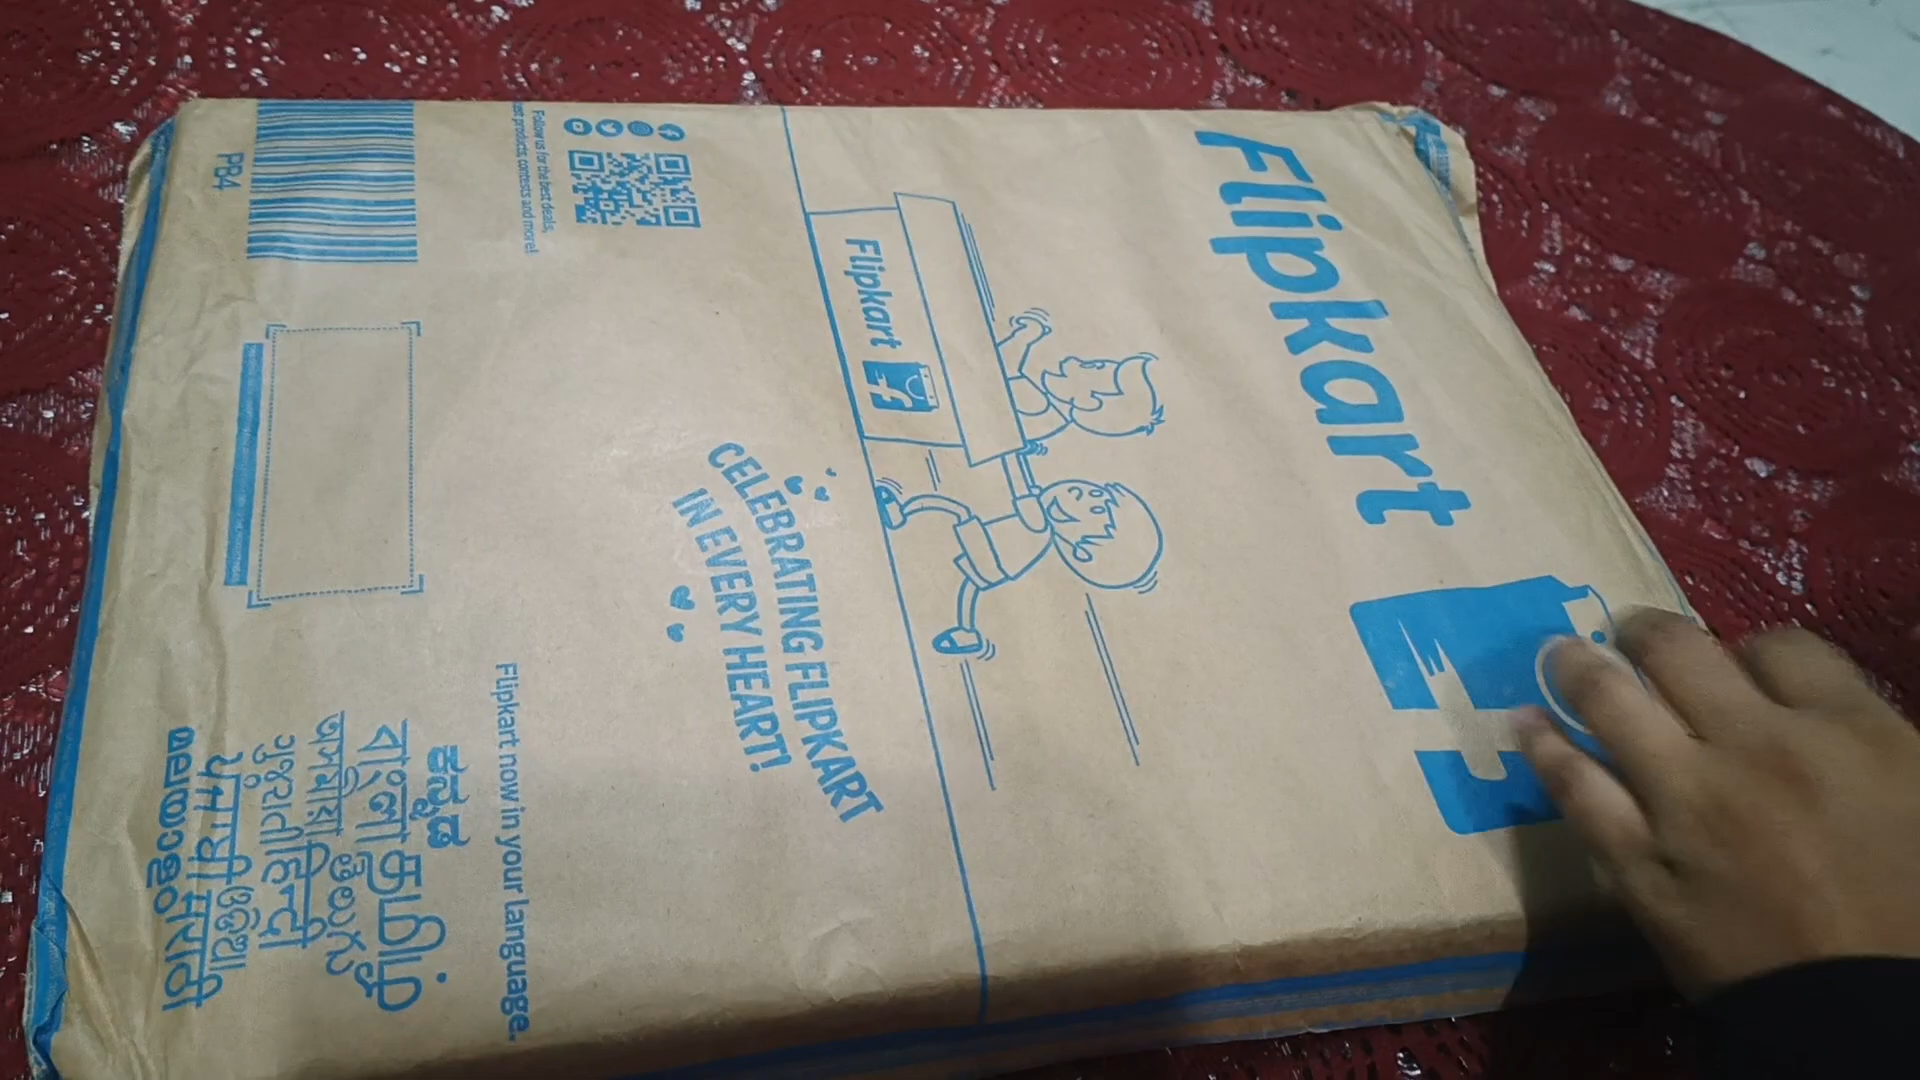 Flipkart
Flipkart
CELEBRATING FLIPKART
IN EVERY HEART!
Follow us for the best deals,
products, contests and more!
PB4
Flipkart now in your language.
ಕನ್ನಡ
বাংলা தமிழ்
অসমীয়া తెలుగు
ગુજરાતી हिन्दी
ਪੰਜਾਬੀ ଓଡ଼ିଆ
മലയാളം मराठी